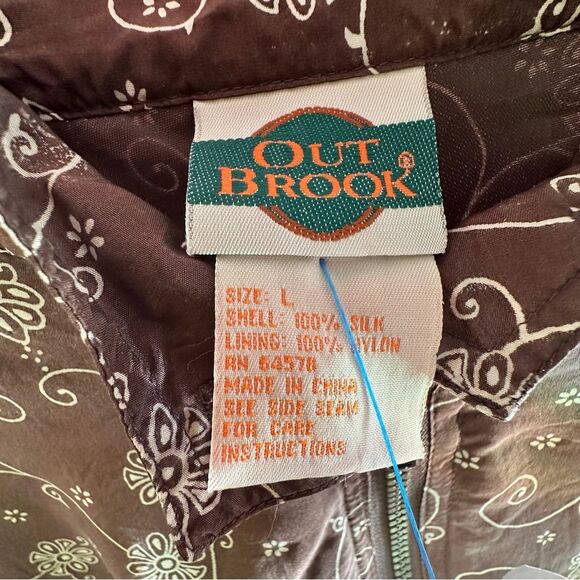 OUT
BROOK®
SIZE: L
SHELL: 100% SILK
LINING: 100% NYLON
RN 64578
MADE IN CHINA
SEE SIDE SEAM
FOR CARE
INSTRUCTIONS